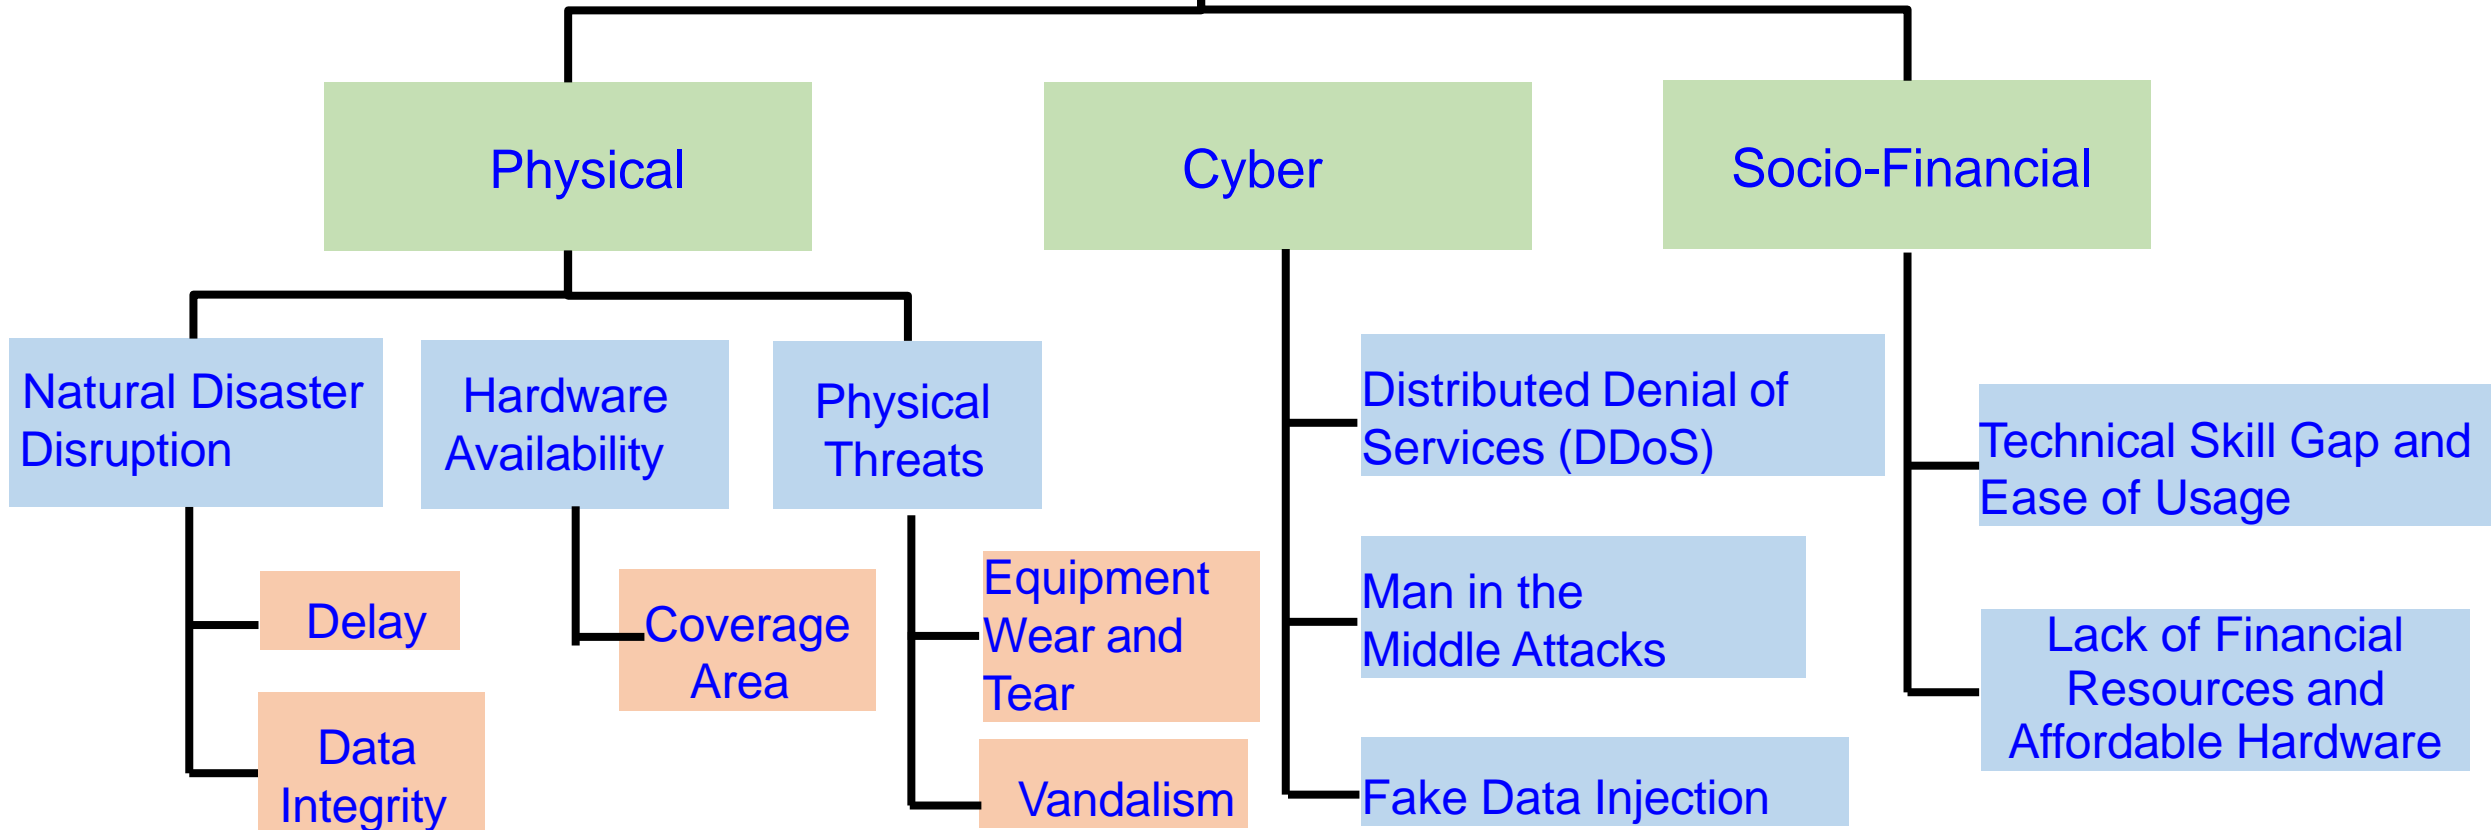 Physical
Cyber
Socio-Financial
Natural Disaster
Disruption
Hardware
Availability
Physical
Threats
Delay
Data
Integrity
Coverage
Area
Equipment
Wear and
Tear
Vandalism
Distributed Denial of
Services (DDoS)
Man in the
Middle Attacks
Fake Data Injection
Technical Skill Gap and
Ease of Usage
Lack of Financial
Resources and
Affordable Hardware